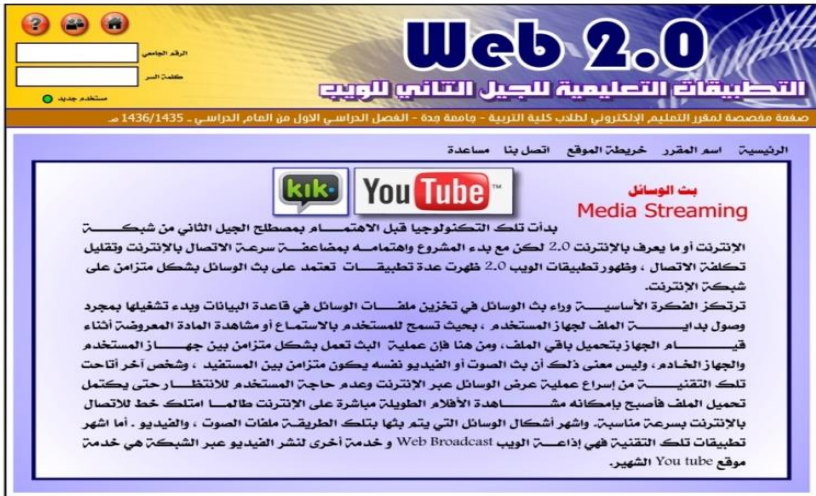 Web 2.0
التطبيقات التعليمية للجيل الثاني للويب
الرقم الجامعي
كلمة السر
مستخدم جديد
صفحة مخصصة لمقرر التعليم الإلكتروني لطلاب كلية التربية - جامعة جدة - الفصل الدراسي الاول من العام الدراسي - 1436/1435 هـ
الرئيسية اسم المقرر خريطة الموقع اتصل بنا مساعدة
kik•
You Tube™
بث الوسائل
Media Streaming
بدأت تلك التكنولوجيا قبل الاهتمام بمصطلح الجيل الثاني من شبكة
الإنترنت أو ما يعرف بالإنترنت 2.0 لكن مع بدء المشروع واهتمامه بمضاعفة سرعة الاتصال بالإنترنت وتقليل
تكلفة الاتصال ، وظهور تطبيقات الويب 2.0 ظهرت عدة تطبيقات تعتمد على بث الوسائل بشكل متزامن على
شبكة الإنترنت.
ترتكز الفكرة الأساسية وراء بث الوسائل في تخزين ملفات الوسائل في قاعدة البيانات وبدء تشغيلها بمجرد
وصول بداية الملف لجهاز المستخدم ، بحيث تسمح للمستخدم بالاستماع أو مشاهدة المادة المعروضة أثناء
قيام الجهاز بتحميل باقي الملف، ومن هنا فإن عملية البث تعمل بشكل متزامن بين جهاز المستخدم
والجهاز الخادم، وليس معنى ذلك أن بث الصوت أو الفيديو نفسه يكون متزامن بين المستفيد ، وشخص آخر أتاحت
تلك التقنية من إسراع عملية عرض الوسائل عبر الإنترنت وعدم حاجة المستخدم للانتظار حتى يكتمل
تحميل الملف فأصبح بإمكانه مشاهدة الأفلام الطويلة مباشرة على الإنترنت طالما امتلك خط للاتصال
بالإنترنت بسرعة مناسبة. واشهر أشكال الوسائل التي يتم بثها بتلك الطريقة ملفات الصوت ، والفيديو . أما اشهر
تطبيقات تلك التقنية فهي إذاعة الويب Web Broadcast و خدمة أخرى لنشر الفيديو عبر الشبكة هي خدمة
موقع You tube الشهير.